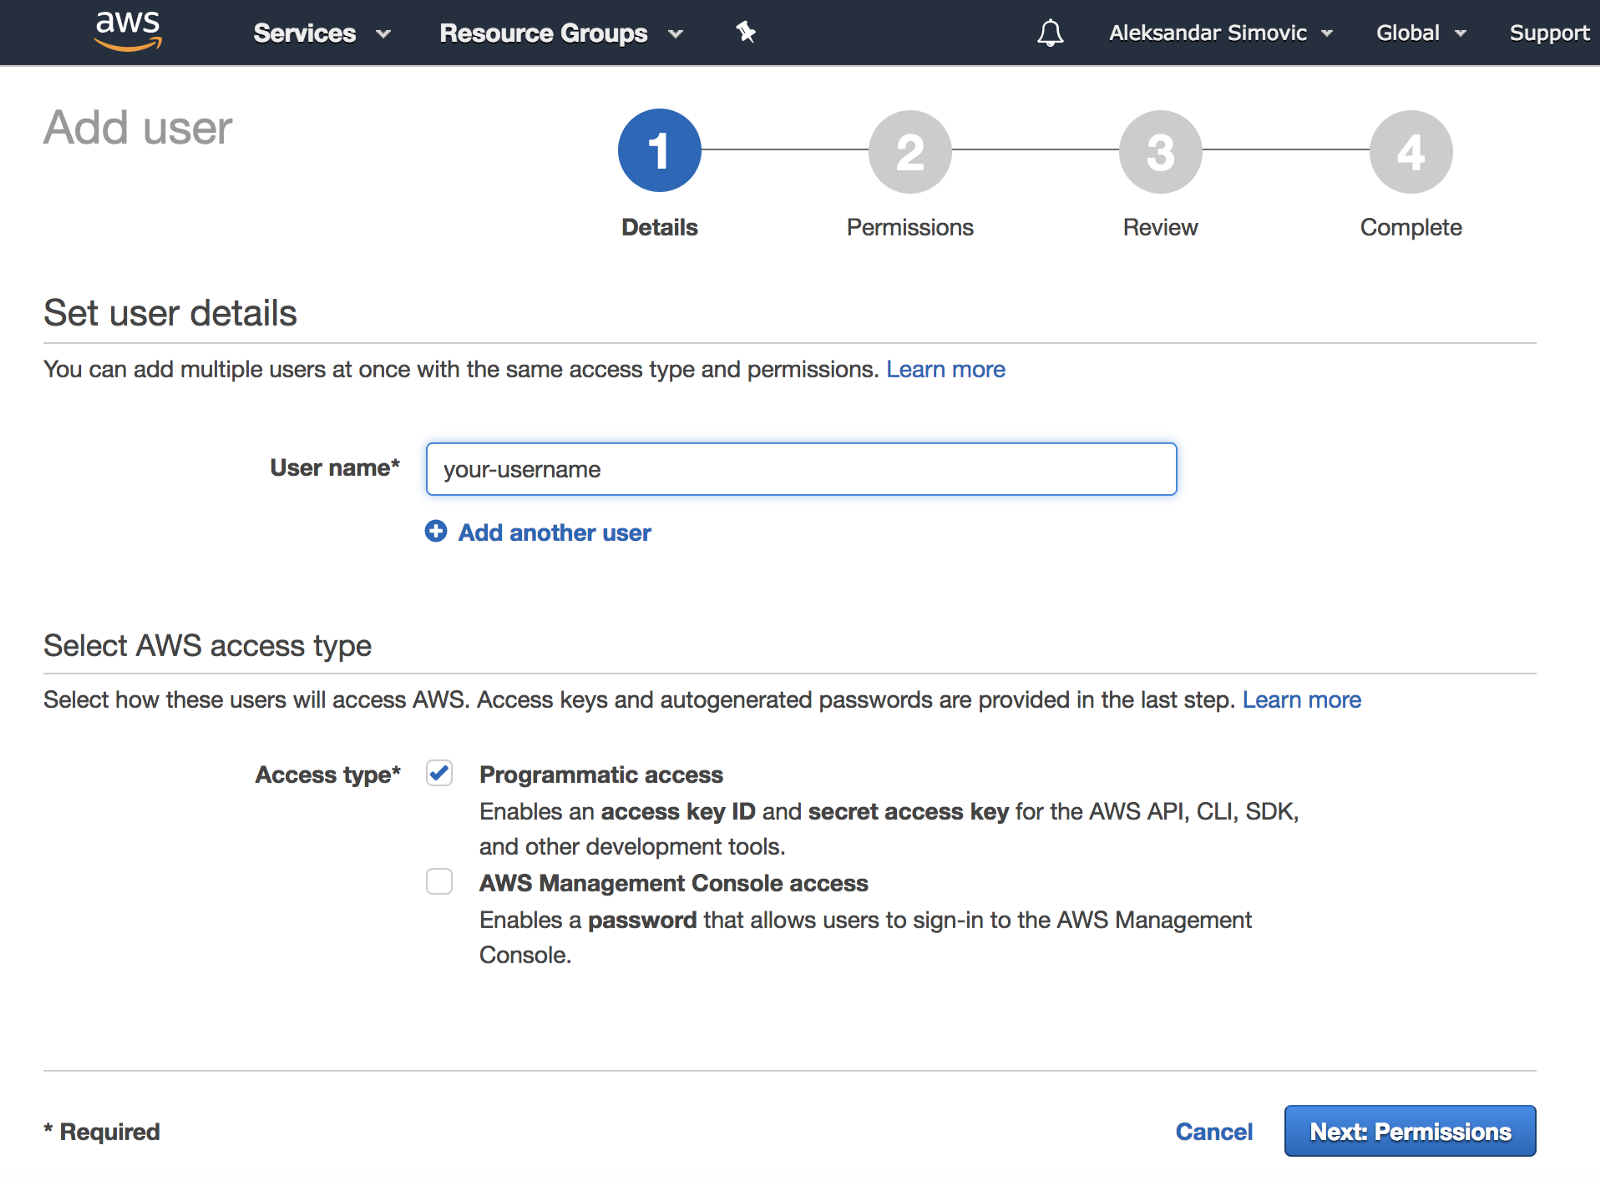 aws Services Resource Groups Aleksandar Simovic Global Support
Add user
1 2 3 4
Details Permissions Review Complete
Set user details
You can add multiple users at once with the same access type and permissions. Learn more
User name* your-username
Add another user
Select AWS access type
Select how these users will access AWS. Access keys and autogenerated passwords are provided in the last step. Learn more
Access type* Programmatic access
Enables an access key ID and secret access key for the AWS API, CLI, SDK,
and other development tools.
AWS Management Console access
Enables a password that allows users to sign-in to the AWS Management
Console.
* Required Cancel Next: Permissions